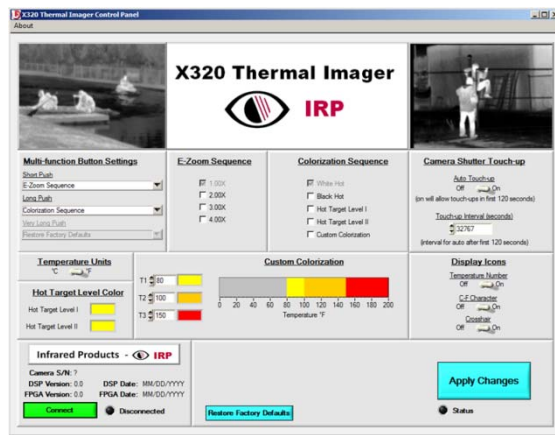 X320 Thermal Imager Control Panel
About
X320 Thermal Imager
IRP
Multi-function Button Settings
Short Push
E-Zoom Sequence
Long Push
Colorization Sequence
Very Long Push
Restore Factory Defaults
E-Zoom Sequence
1.00X
2.00X
3.00X
4.00X
Colorization Sequence
White Hot
Black Hot
Hot Target Level I
Hot Target Level II
Custom Colorization
Camera Shutter Touch-up
Auto Touch-up
Off On
(on will allow touch-ups in first 120 seconds)
Touch-up Interval (seconds)
32767
(interval for auto after first 120 seconds)
Temperature Units
°C °F
Hot Target Level Color
Hot Target Level I
Hot Target Level II
Custom Colorization
T1 80
T2 100
T3 150
0 20 40 60 80 100 120 140 160 180 200
Temperature °F
Display Icons
Temperature Number
Off On
C-F Character
Off On
Crosshair
Off On
Infrared Products - IRP
Camera S/N: ?
DSP Version: 0.0 DSP Date: MM/DD/YYYY
FPGA Version: 0.0 FPGA Date: MM/DD/YYYY
Connect Disconnected
Restore Factory Defaults
Apply Changes
Status